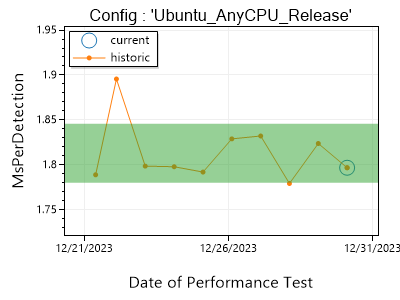 Config : 'Ubuntu_AnyCPU_Release'
current
historic
MsPerDetection
1.95
1.9
1.85
1.8
1.75
12/21/2023
12/26/2023
12/31/2023
Date of Performance Test